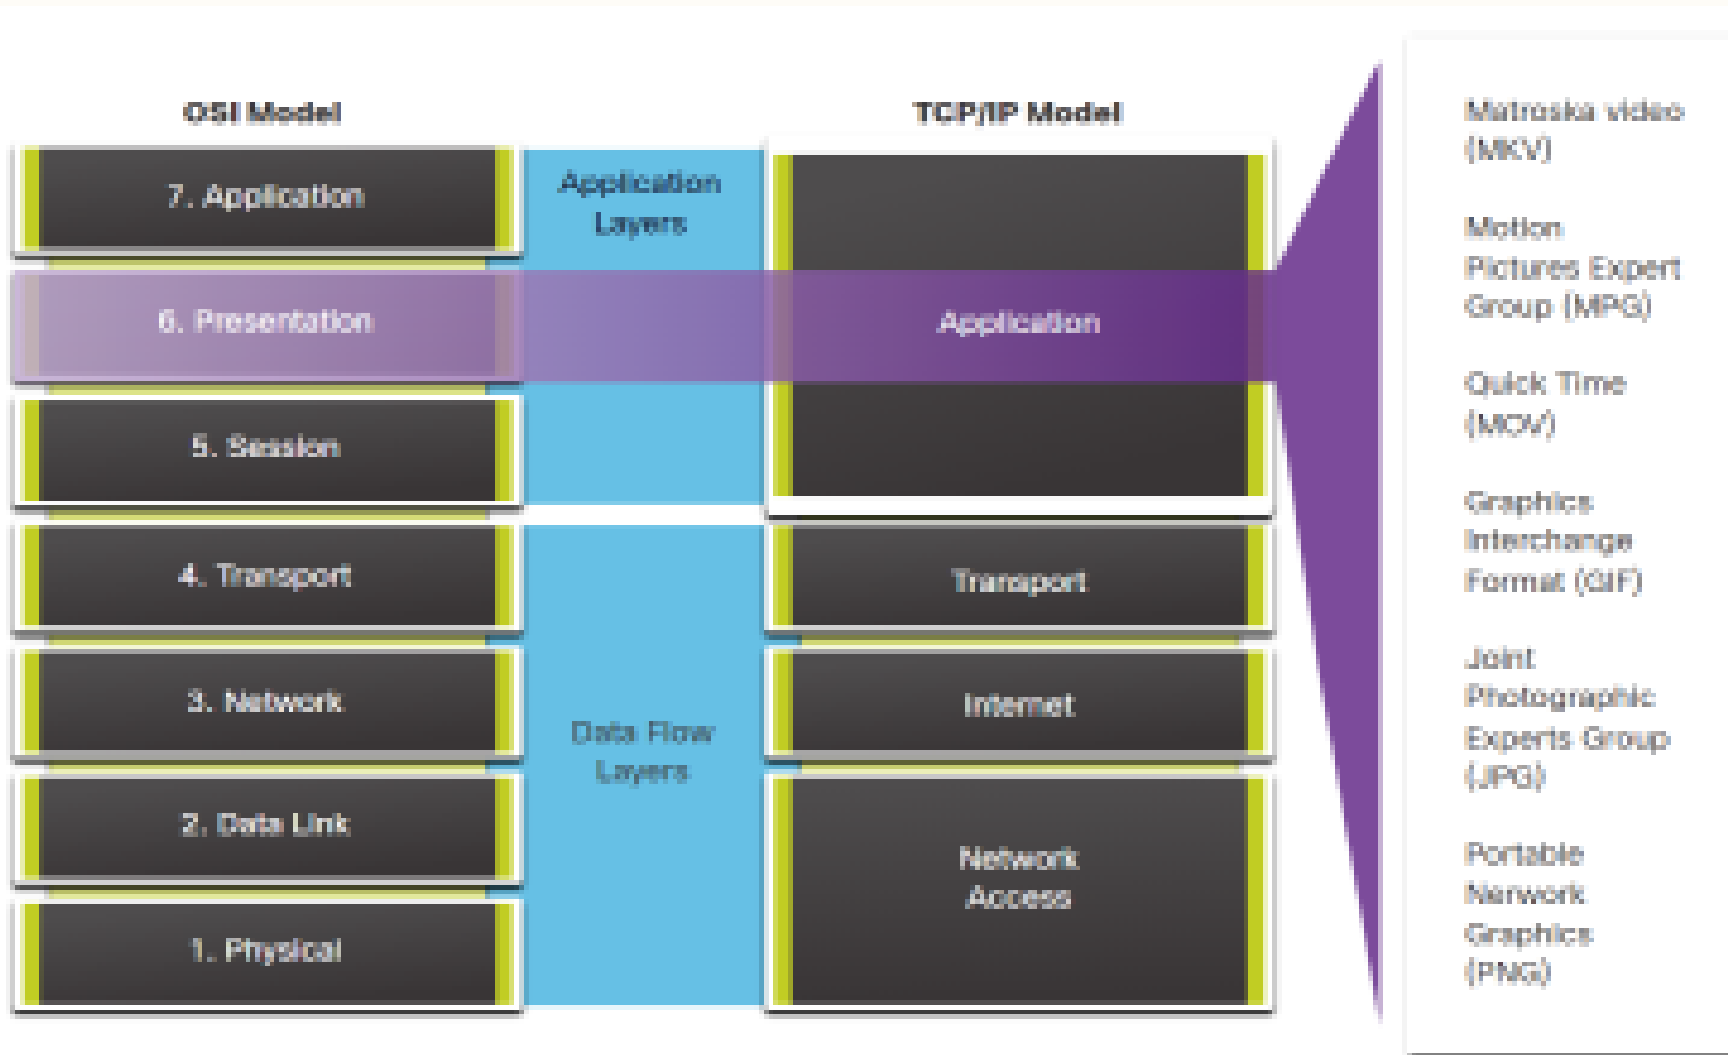 OSI Model
7. Application
6. Presentation
5. Session
4. Transport
3. Network
2. Data Link
1. Physical
Application
Layers
Data Flow
Layers
TCP/IP Model
Application
Transport
Internet
Network
Access
Matroska video
(MKV)
Motion
Pictures Expert
Group (MPG)
Quick Time
(MOV)
Graphics
Interchange
Format (GIF)
Joint
Photographic
Experts Group
(JPG)
Portable
Nerwork
Graphics
(PNG)